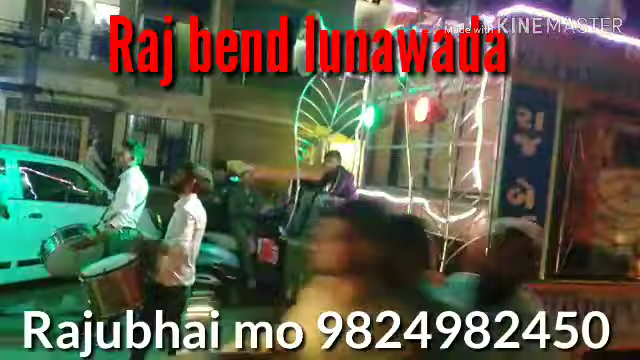 Made with KINEMASTER
Raj bend lunawada
રાજ બેન્ડ
Rajubhai mo 9824982450